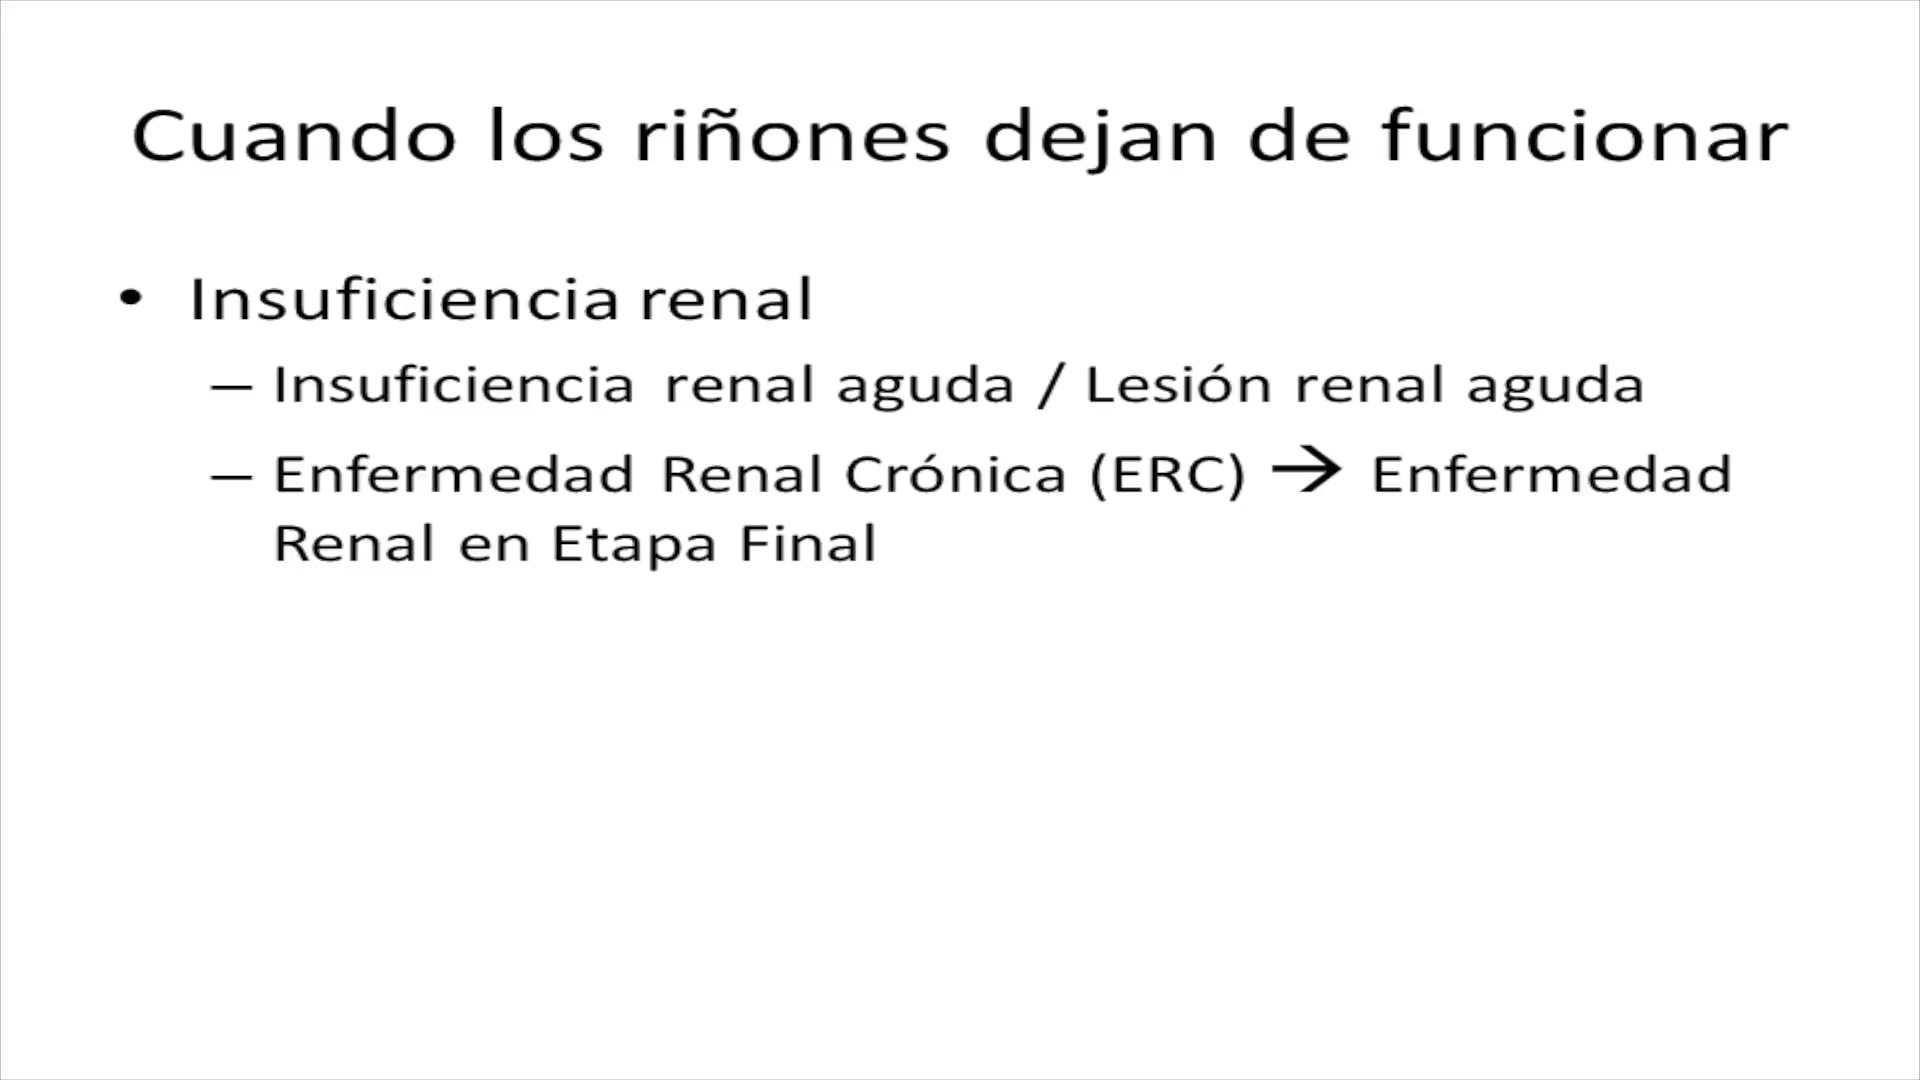 Cuando los riñones dejan de funcionar
• Insuficiencia renal
– Insuficiencia renal aguda / Lesión renal aguda
– Enfermedad Renal Crónica (ERC) → Enfermedad
Renal en Etapa Final